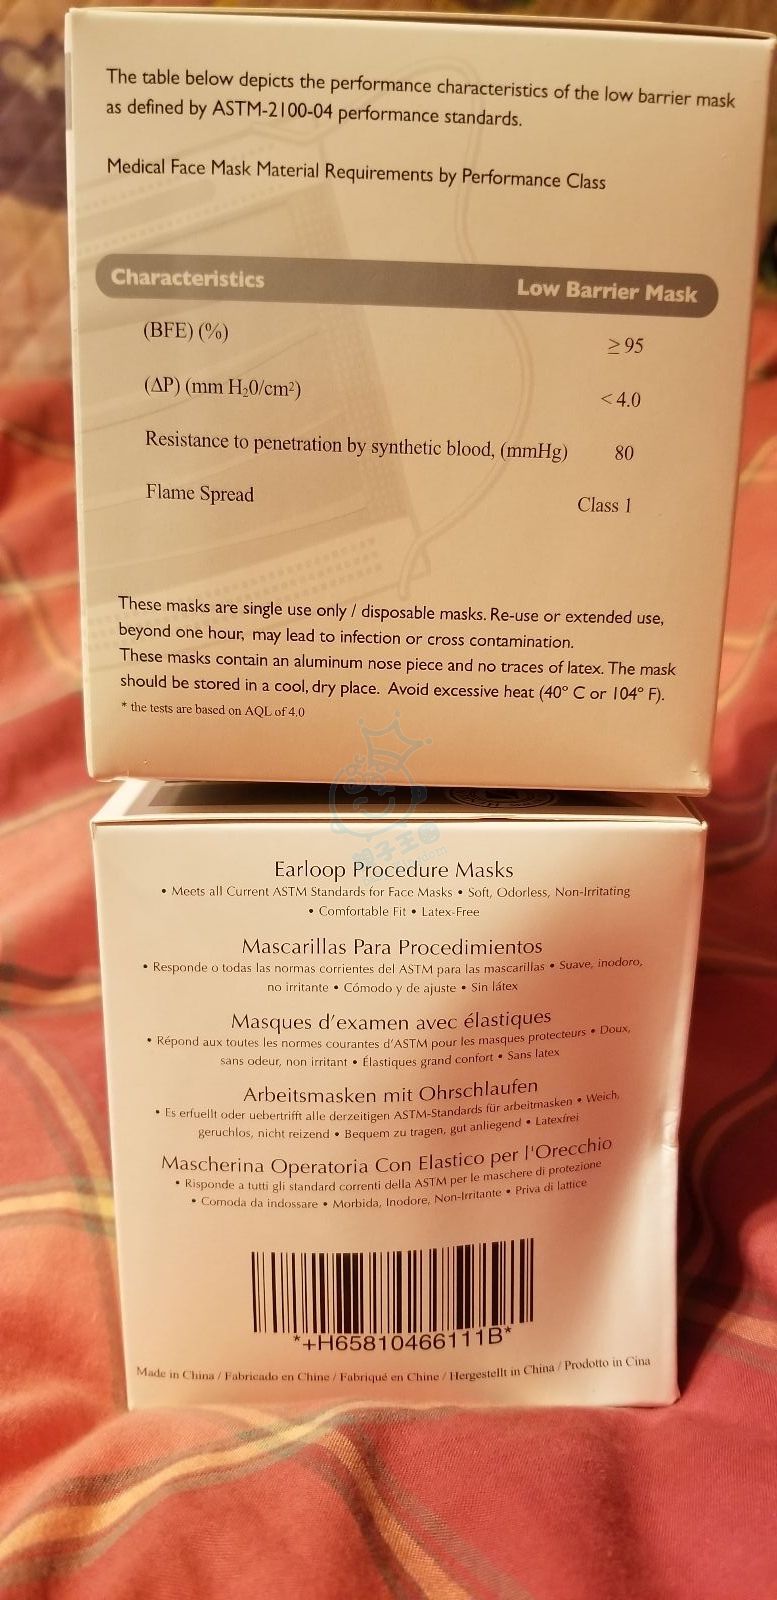 The table below depicts the performance characteristics of the low barrier mask
as defined by ASTM-2100-04 performance standards.
Medical Face Mask Material Requirements by Performance Class
Characteristics Low Barrier Mask
(BFE) (%) ≥95
(ΔP) (mm H₂0/cm²) <4.0
Resistance to penetration by synthetic blood, (mmHg) 80
Flame Spread Class 1
These masks are single use only / disposable masks. Re-use or extended use,
beyond one hour, may lead to infection or cross contamination.
These masks contain an aluminum nose piece and no traces of latex. The mask
should be stored in a cool, dry place. Avoid excessive heat (40° C or 104° F).
* the tests are based on AQL of 4.0
Earloop Procedure Masks
• Meets all Current ASTM Standards for Face Masks • Soft, Odorless, Non-Irritating
• Comfortable Fit • Latex-Free
Mascarillas Para Procedimientos
• Responde o todas las normas corrientes del ASTM para las mascarillas • Suave, inodoro,
no irritante • Cómodo y de ajuste • Sin látex
Masques d'examen avec élastiques
• Répond aux toutes les normes courantes d'ASTM pour les masques protecteurs • Doux,
sans odeur, non irritant • Élastiques grand confort • Sans latex
Arbeitsmasken mit Ohrschlaufen
• Es erfuellt oder uebertrifft alle derzeitigen ASTM-Standards für arbeitmasken • Weich,
geruchlos, nicht reizend • Bequem zu tragen, gut anliegend • Latexfrei
Mascherina Operatoria Con Elastico per l'Orecchio
• Risponde a tutti gli standard correnti della ASTM per le maschere di protezione
• Comoda da indossare • Morbida, Inodore, Non-Irritante • Priva di lattice
*+H65810466111B*
Made in China / Fabricado en Chine / Fabriqué en Chine / Hergestellt in China / Prodotto in Cina